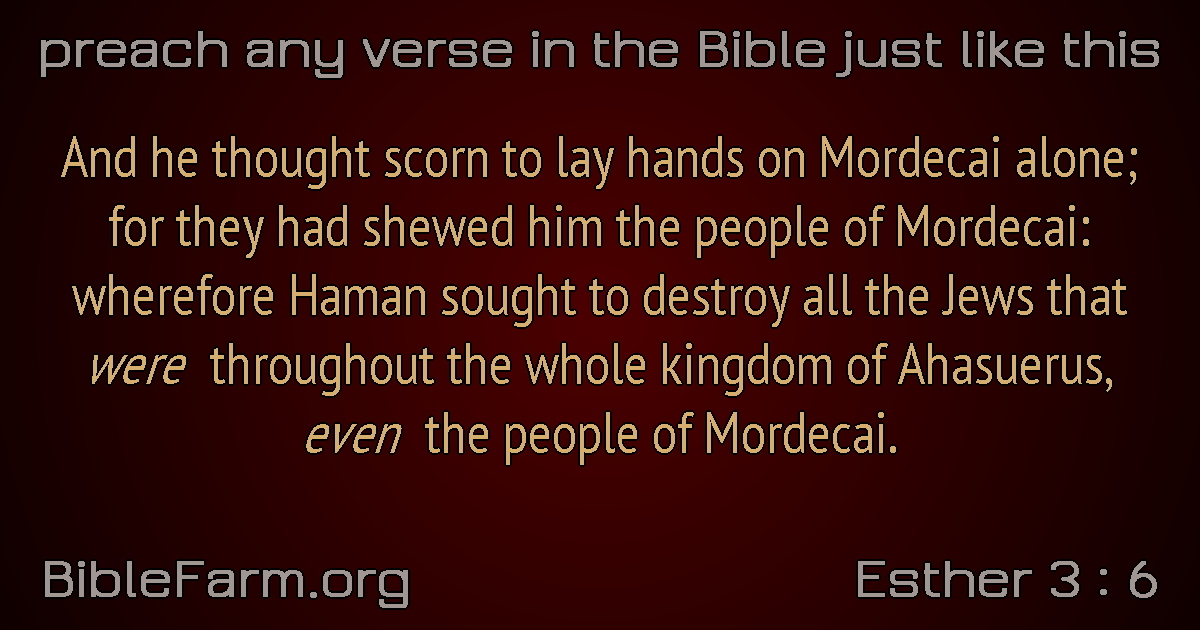 preach any verse in the Bible just like this
And he thought scorn to lay hands on Mordecai alone;
for they had shewed him the people of Mordecai:
wherefore Haman sought to destroy all the Jews that
were throughout the whole kingdom of Ahasuerus,
even the people of Mordecai.
BibleFarm.org
Esther 3 : 6